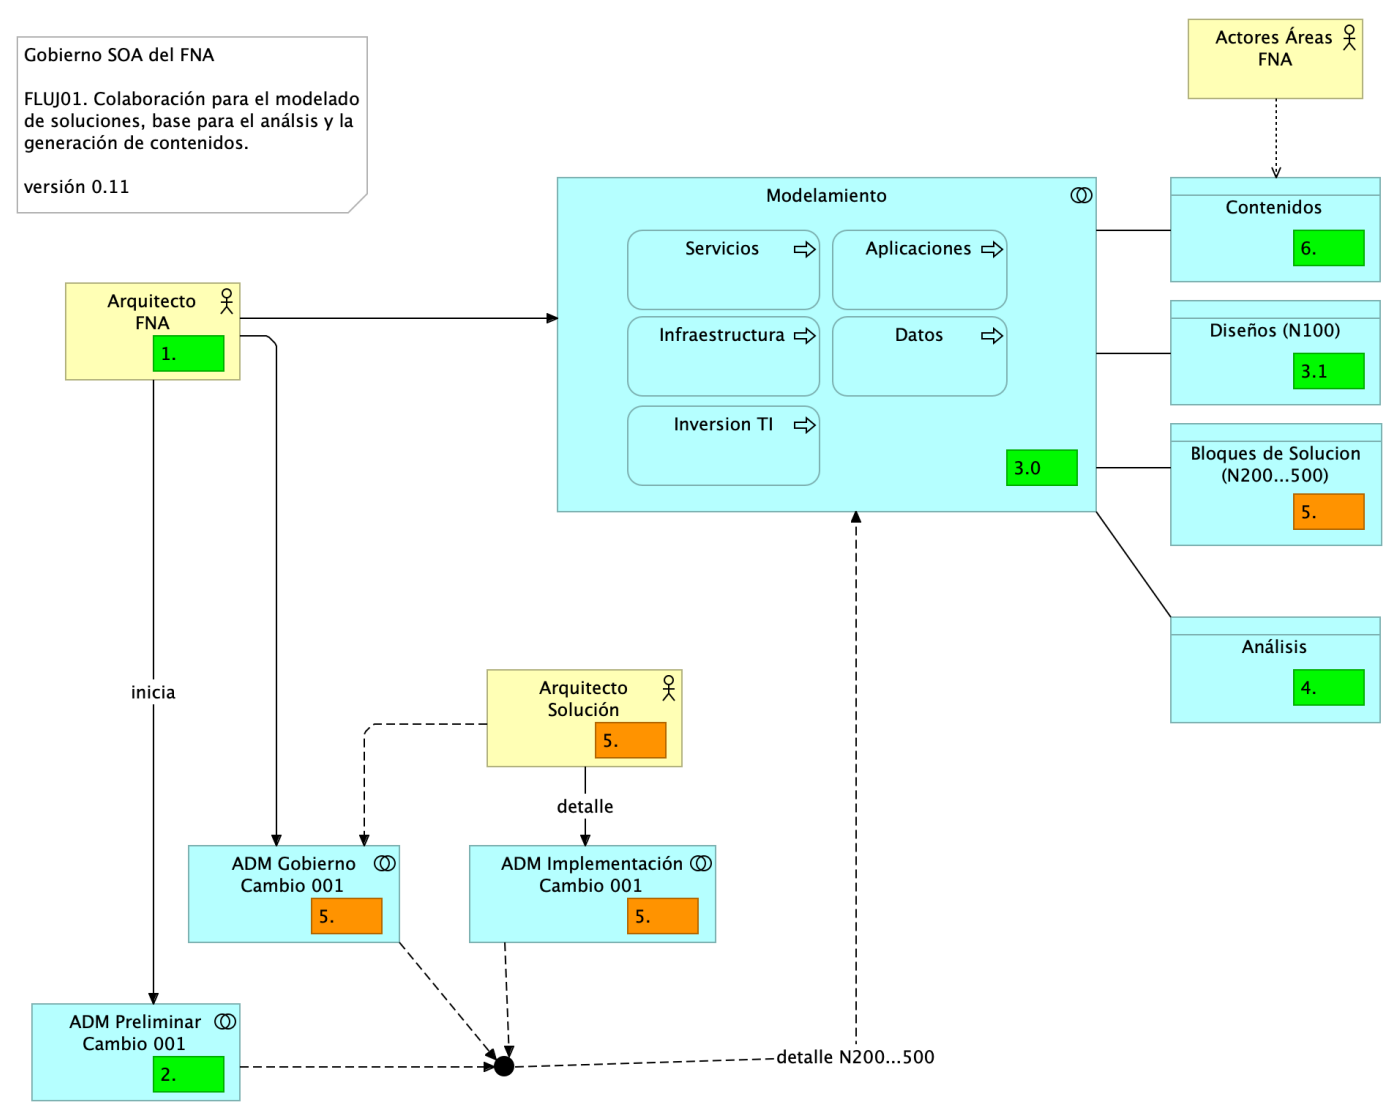 Gobierno SOA del FNA
FLUJ01. Colaboración para el modelado
de soluciones, base para el análsis y la
generación de contenidos.
versión 0.11
Actores Áreas
FNA
Modelamiento
Servicios
Aplicaciones
Infraestructura
Datos
Inversion TI
3.0
Contenidos
6.
Diseños (N100)
3.1
Bloques de Solucion
(N200...500)
5.
Análisis
4.
Arquitecto
FNA
1.
inicia
Arquitecto
Solución
5.
detalle
ADM Gobierno
Cambio 001
5.
ADM Implementación
Cambio 001
5.
ADM Preliminar
Cambio 001
2.
detalle N200...500